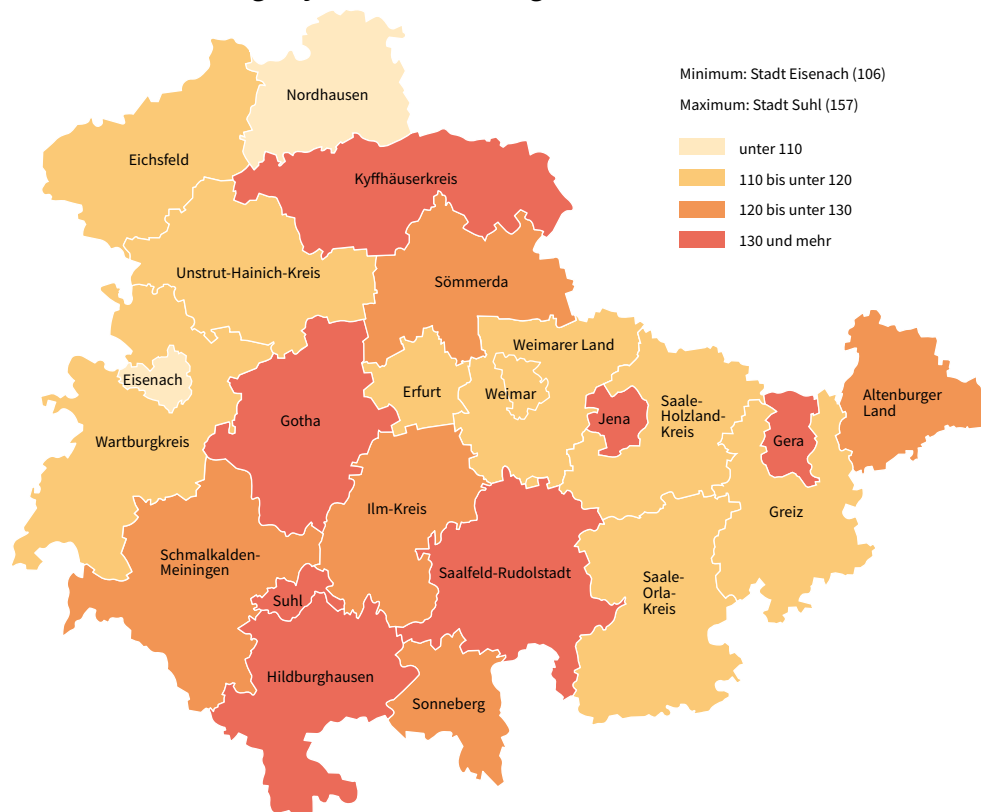 Nordhausen
Minimum: Stadt Eisenach (106)
Maximum: Stadt Suhl (157)
unter 110
110 bis unter 120
120 bis unter 130
130 und mehr
Eichsfeld
Kyffhäuserkreis
Unstrut-Hainich-Kreis
Sömmerda
Weimarer Land
Eisenach
Erfurt
Weimar
Saale-
Holzland-
Kreis
Altenburger
Land
Jena
Gotha
Wartburgkreis
Gera
Ilm-Kreis
Greiz
Schmalkalden-
Meiningen
Saalfeld-Rudolstadt
Saale-
Orla-
Kreis
Suhl
Hildburghausen
Sonneberg